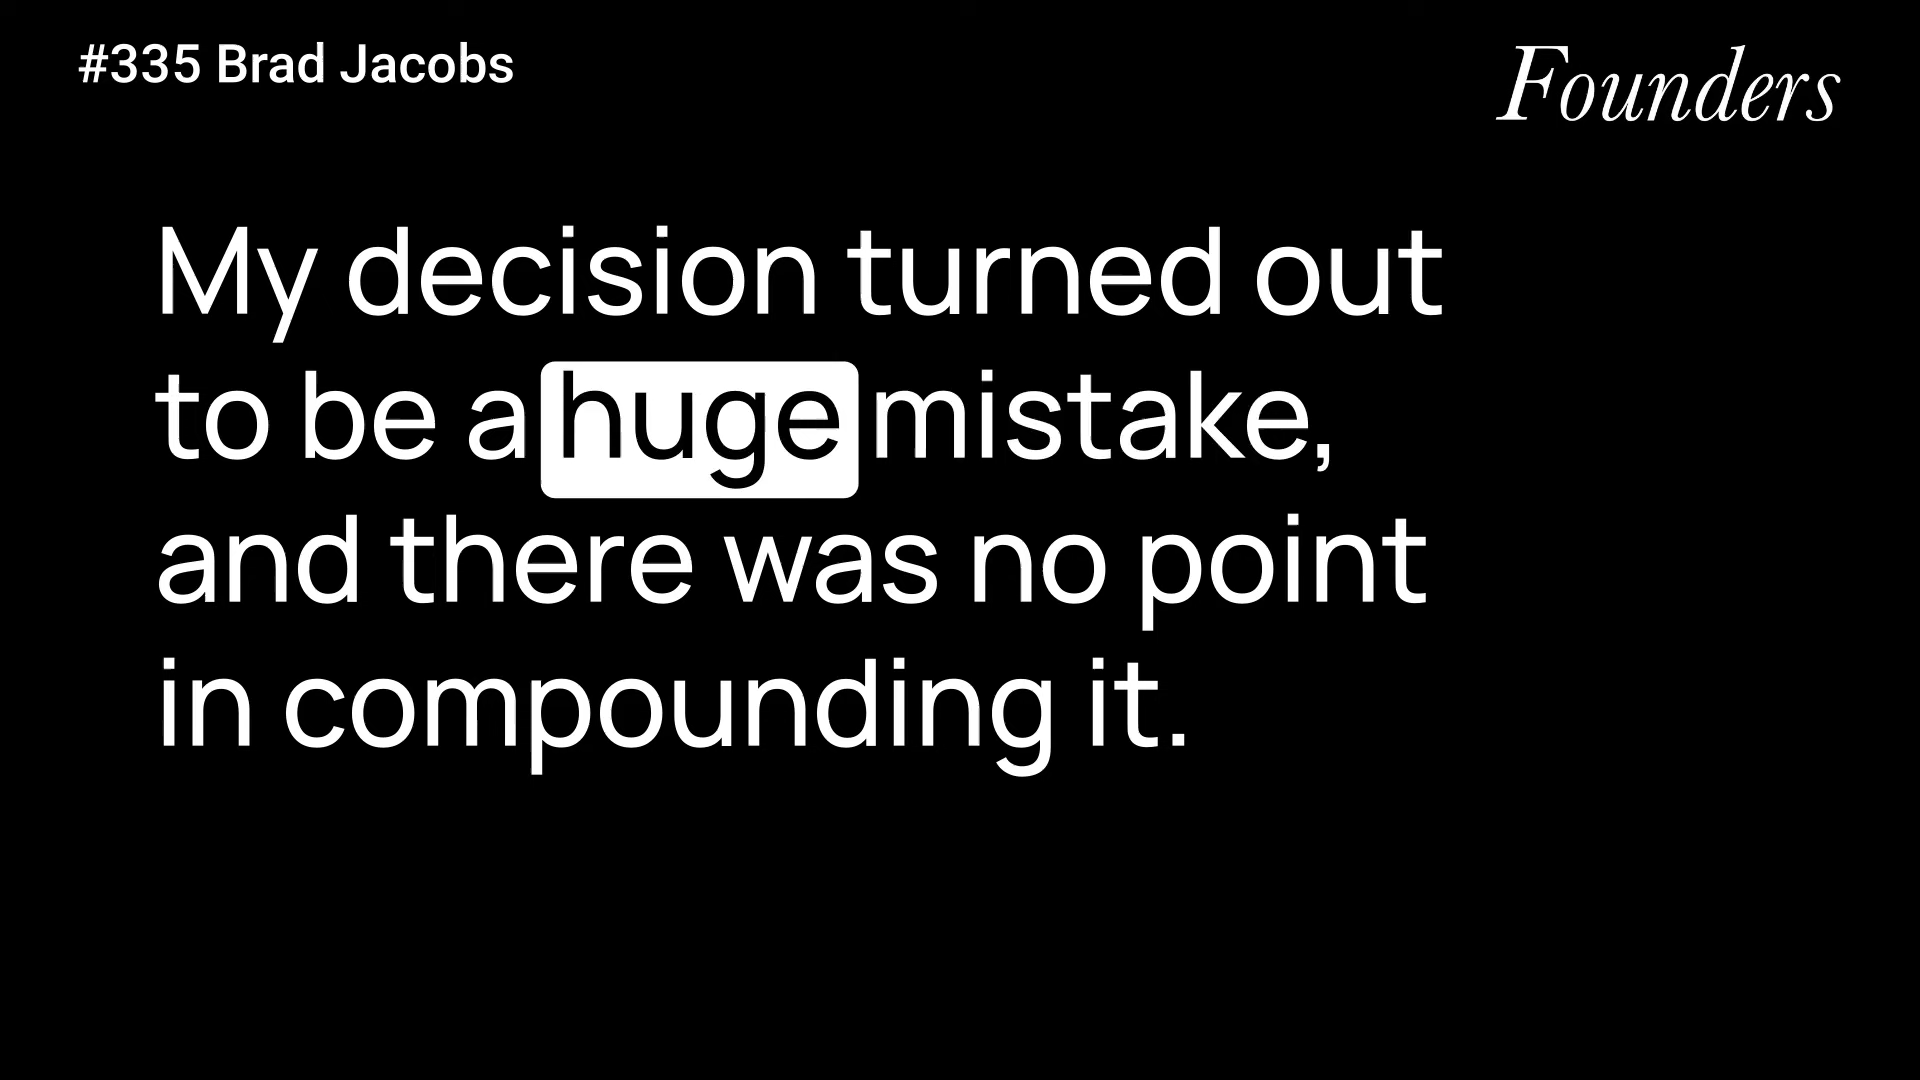 #335 Brad Jacobs
Founders
My decision turned out
to be a huge mistake,
and there was no point
in compounding it.